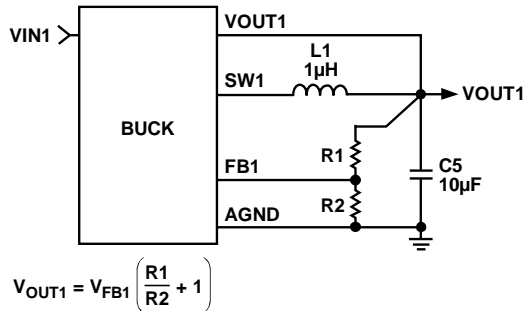 VIN1
VOUT1
L1
1μH
SW1
VOUT1
BUCK
R1
C5
10μF
FB1
R2
AGND
VOUT1 = VFB1 (R1/R2 + 1)